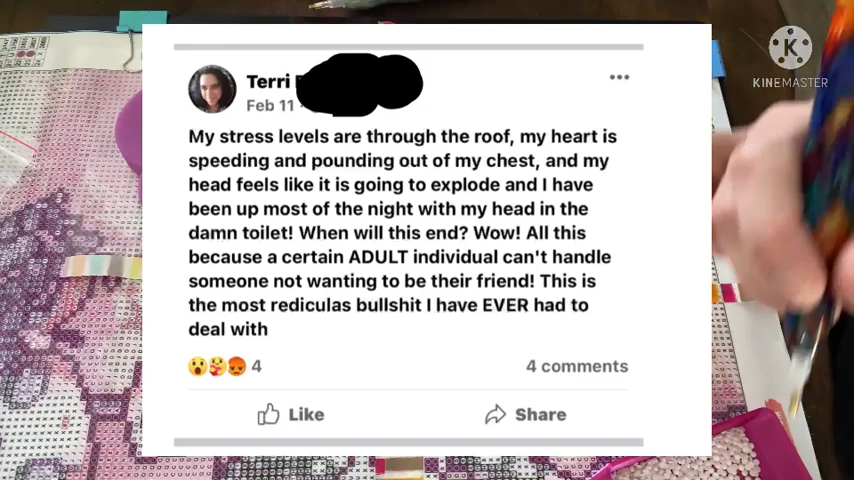 KINEMASTER
Terri
Feb 11
My stress levels are through the roof, my heart is
speeding and pounding out of my chest, and my
head feels like it is going to explode and I have
been up most of the night with my head in the
damn toilet! When will this end? Wow! All this
because a certain ADULT individual can't handle
someone not wanting to be their friend! This is
the most rediculas bullshit I have EVER had to
deal with
4
4 comments
Like
Share